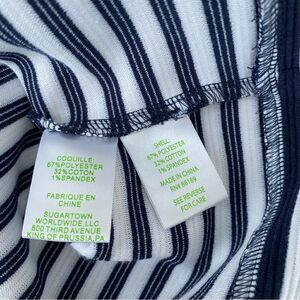 COQUILLE:
67%POLYESTER
32%COTON
1%SPANDEX
FABRIQUE EN
CHINE
SUGARTOWN
WORLDWIDE,LLC
800 THIRD AVENUE
KING OF PRUSSIA,PA
SHELL:
67%POLYESTER
32%COTTON
1%SPANDEX
MADE IN CHINA
RN# 88189
SEE REVERSE
FOR CARE